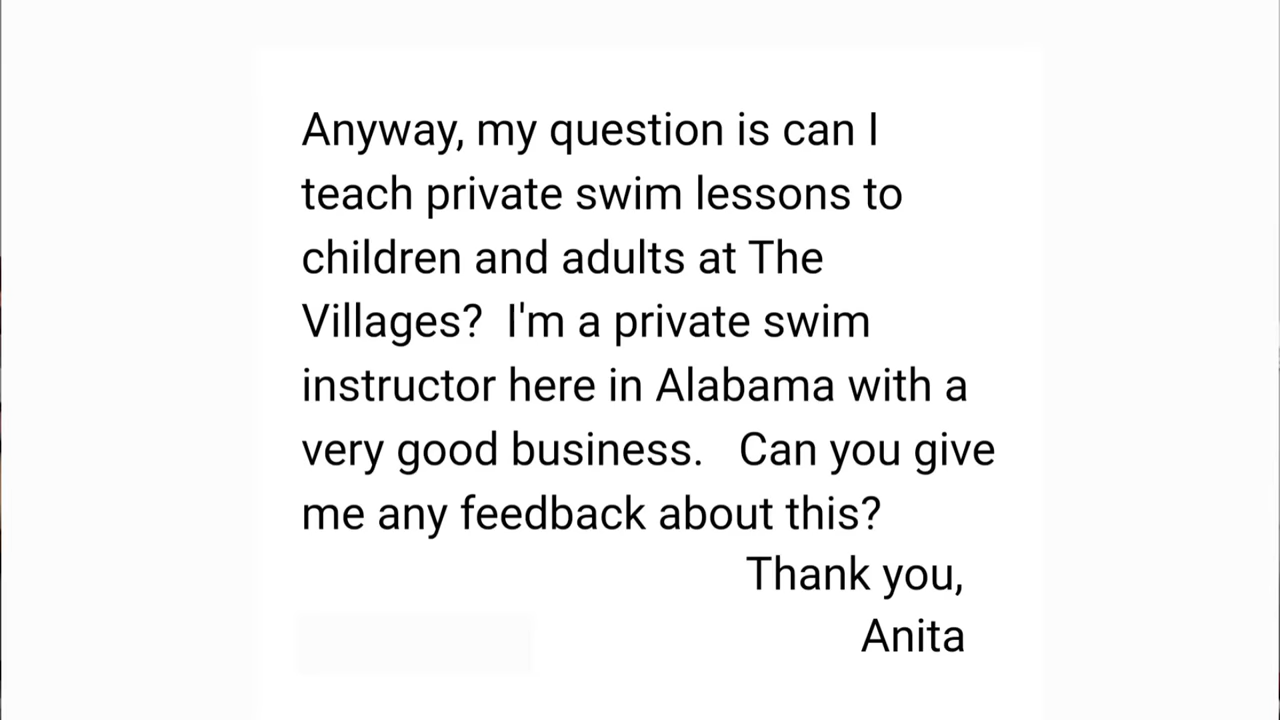 Anyway, my question is can I
teach private swim lessons to
children and adults at The
Villages?  I'm a private swim
instructor here in Alabama with a
very good business.   Can you give
me any feedback about this?
Thank you,
Anita